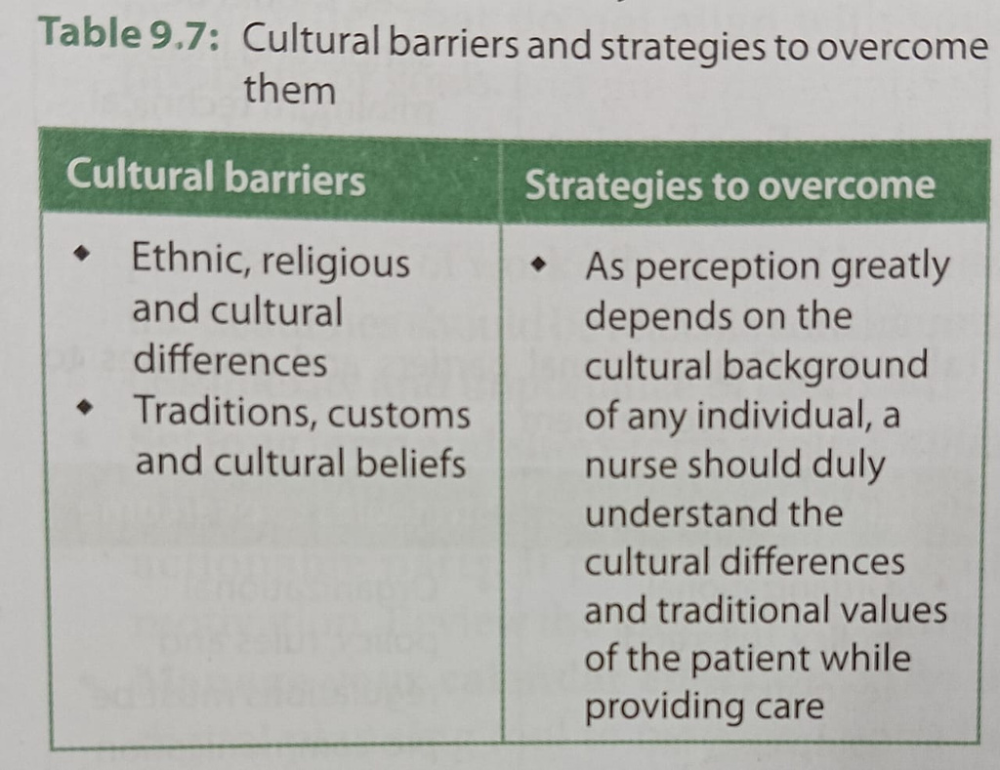 Table 9.7: Cultural barriers and strategies to overcome
them
Cultural barriers
◆ Ethnic, religious
and cultural
differences
◆ Traditions, customs
and cultural beliefs
Strategies to overcome
◆ As perception greatly
depends on the
cultural background
of any individual, a
nurse should duly
understand the
cultural differences
and traditional values
of the patient while
providing care